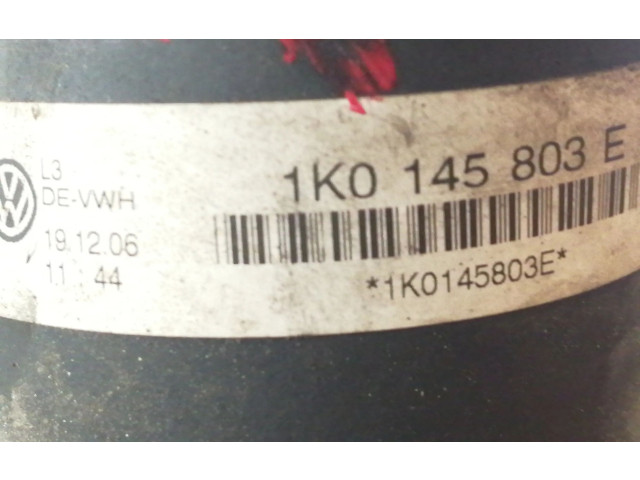 L3
DE-VWH
19.12.06
11:44
1K0 145 803 E
*1K0145803E*